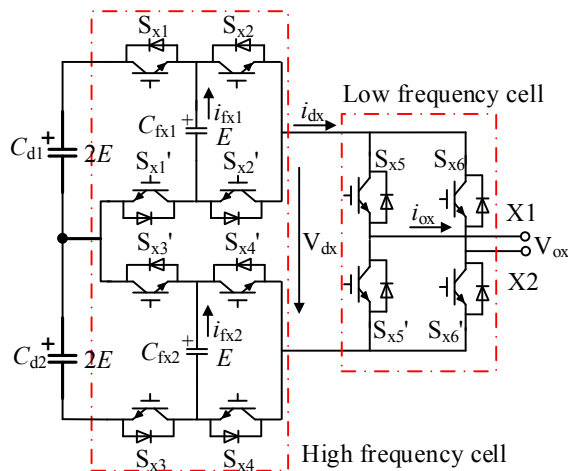 Sx1
Sx2
Cfx1
E
ifx1
idx
Low frequency cell
Cd1
2E
Sx1'
Sx2'
Sx5
Sx6
iox
X1
Vox
X2
Sx3'
Sx4'
Vdx
Cd2
2E
Cfx2
E
ifx2
Sx5'
Sx6'
Sx3
Sx4
High frequency cell